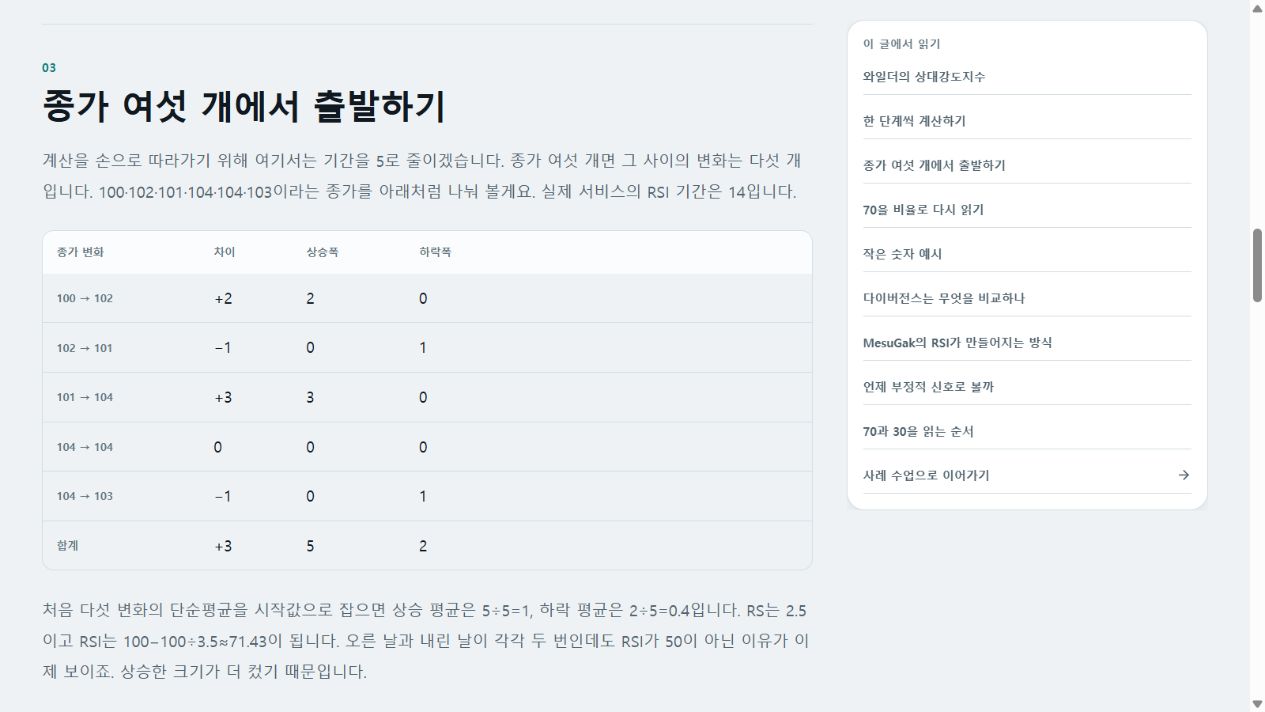 03
종가 여섯 개에서 출발하기
계산을 손으로 따라가기 위해 여기서는 기간을 5로 줄이겠습니다. 종가 여섯 개면 그 사이의 변화는 다섯 개
입니다. 100·102·101·104·104·103이라는 종가를 아래처럼 나눠 볼게요. 실제 서비스의 RSI 기간은 14입니다.
종가 변화 차이 상승폭 하락폭
100 → 102 +2 2 0
102 → 101 −1 0 1
101 → 104 +3 3 0
104 → 104 0 0 0
104 → 103 −1 0 1
합계 +3 5 2
처음 다섯 변화의 단순평균을 시작값으로 잡으면 상승 평균은 5÷5=1, 하락 평균은 2÷5=0.4입니다. RS는 2.5
이고 RSI는 100−100÷3.5≈71.43이 됩니다. 오른 날과 내린 날이 각각 두 번인데도 RSI가 50이 아닌 이유가 이
제 보이죠. 상승한 크기가 더 컸기 때문입니다.
이 글에서 읽기
와일더의 상대강도지수
한 단계씩 계산하기
종가 여섯 개에서 출발하기
70을 비율로 다시 읽기
작은 숫자 예시
다이버전스는 무엇을 비교하나
MesuGak의 RSI가 만들어지는 방식
언제 부정적 신호로 볼까
70과 30을 읽는 순서
사례 수업으로 이어가기 →